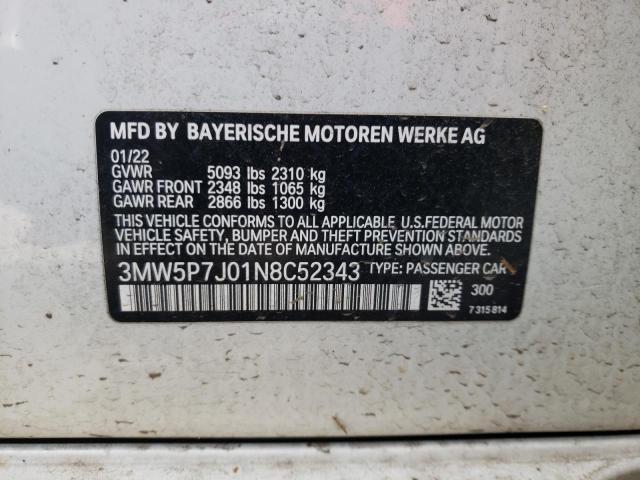 MFD BY BAYERISCHE MOTOREN WERKE AG
01/22
GVWR 5093 lbs 2310 kg
GAWR FRONT 2348 lbs 1065 kg
GAWR REAR 2866 lbs 1300 kg
THIS VEHICLE CONFORMS TO ALL APPLICABLE U.S.FEDERAL MOTOR
VEHICLE SAFETY, BUMPER AND THEFT PREVENTION STANDARDS
IN EFFECT ON THE DATE OF MANUFACTURE SHOWN ABOVE.
3MW5P7J01N8C52343 TYPE: PASSENGER CAR
300
7315814